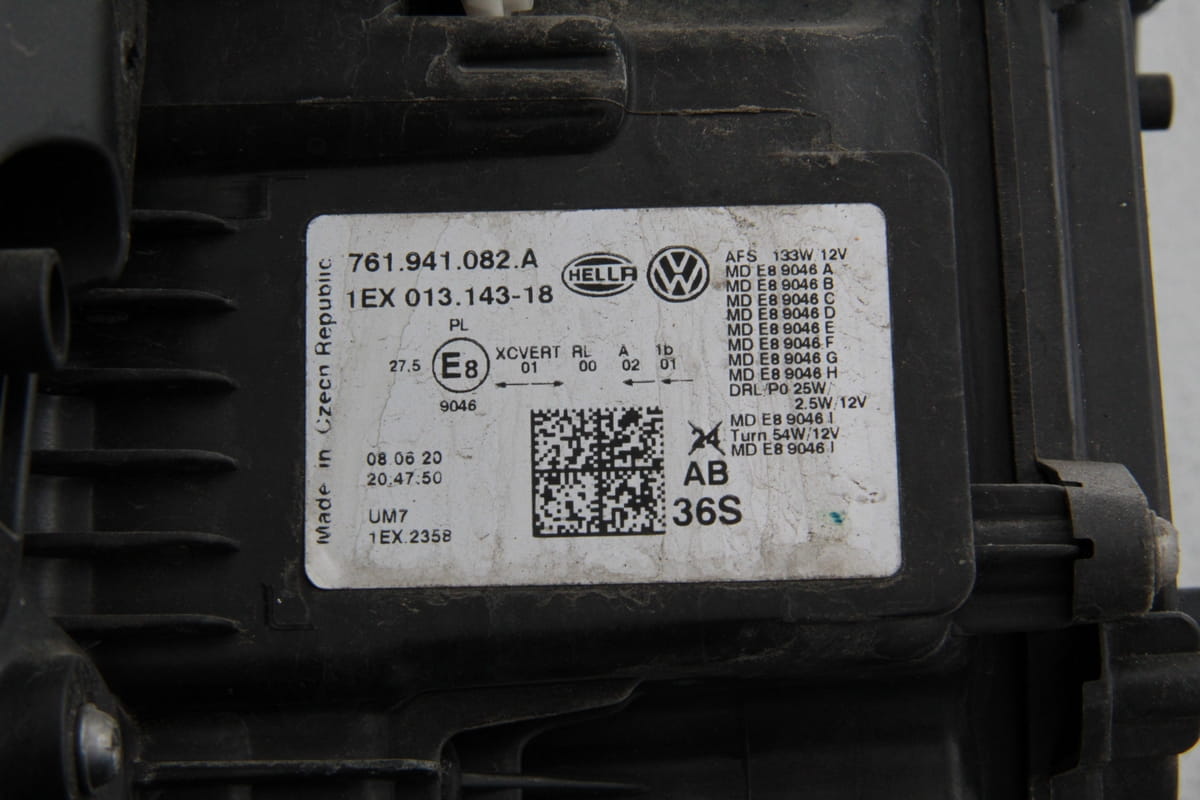 Made in Czech Republic
761.941.082.A
1EX 013.143-18
HELLA
VW
PL
27.5 E8 XCVERT RL A 1b
01 00 02 01
9046
08.06 20
20.47.50
UM7
1EX.2358
24
AB
36S
AFS 133W/12V
MD E8 9046 A
MD E8 9046 B
MD E8 9046 C
MD E8 9046 D
MD E8 9046 E
MD E8 9046 F
MD E8 9046 G
MD E8 9046 H
DRL/P0 25W/
2.5W/12V
MD E8 9046 I
Turn 54W/12V
MD E8 9046 I